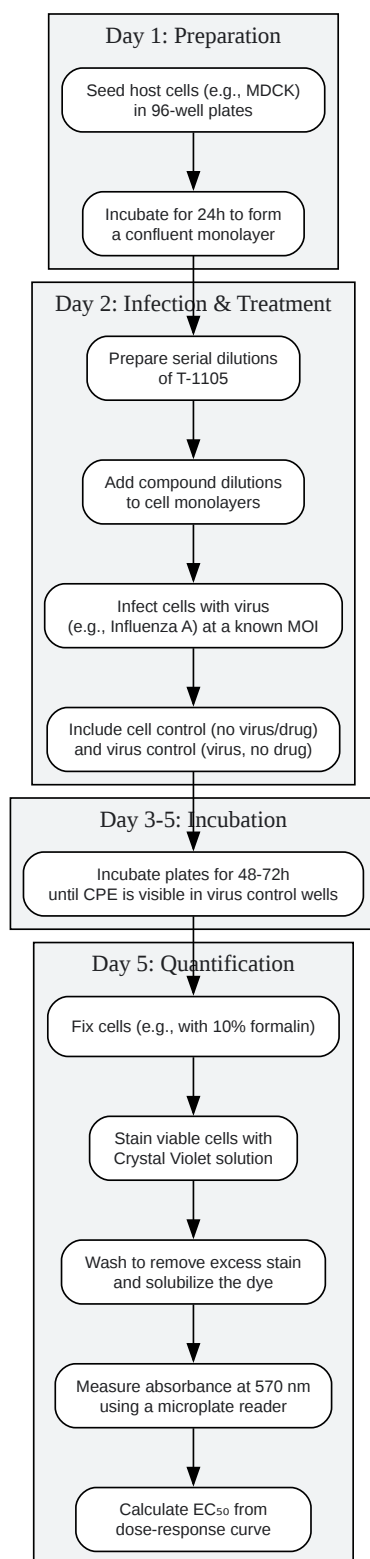 Day 1: Preparation
Seed host cells (e.g., MDCK)
in 96-well plates
Incubate for 24h to form
a confluent monolayer
Day 2: Infection & Treatment
Prepare serial dilutions
of T-1105
Add compound dilutions
to cell monolayers
Infect cells with virus
(e.g., Influenza A) at a known MOI
Include cell control (no virus/drug)
and virus control (virus, no drug)
Day 3-5: Incubation
Incubate plates for 48-72h
until CPE is visible in virus control wells
Day 5: Quantification
Fix cells (e.g., with 10% formalin)
Stain viable cells with
Crystal Violet solution
Wash to remove excess stain
and solubilize the dye
Measure absorbance at 570 nm
using a microplate reader
Calculate EC₅₀ from
dose-response curve